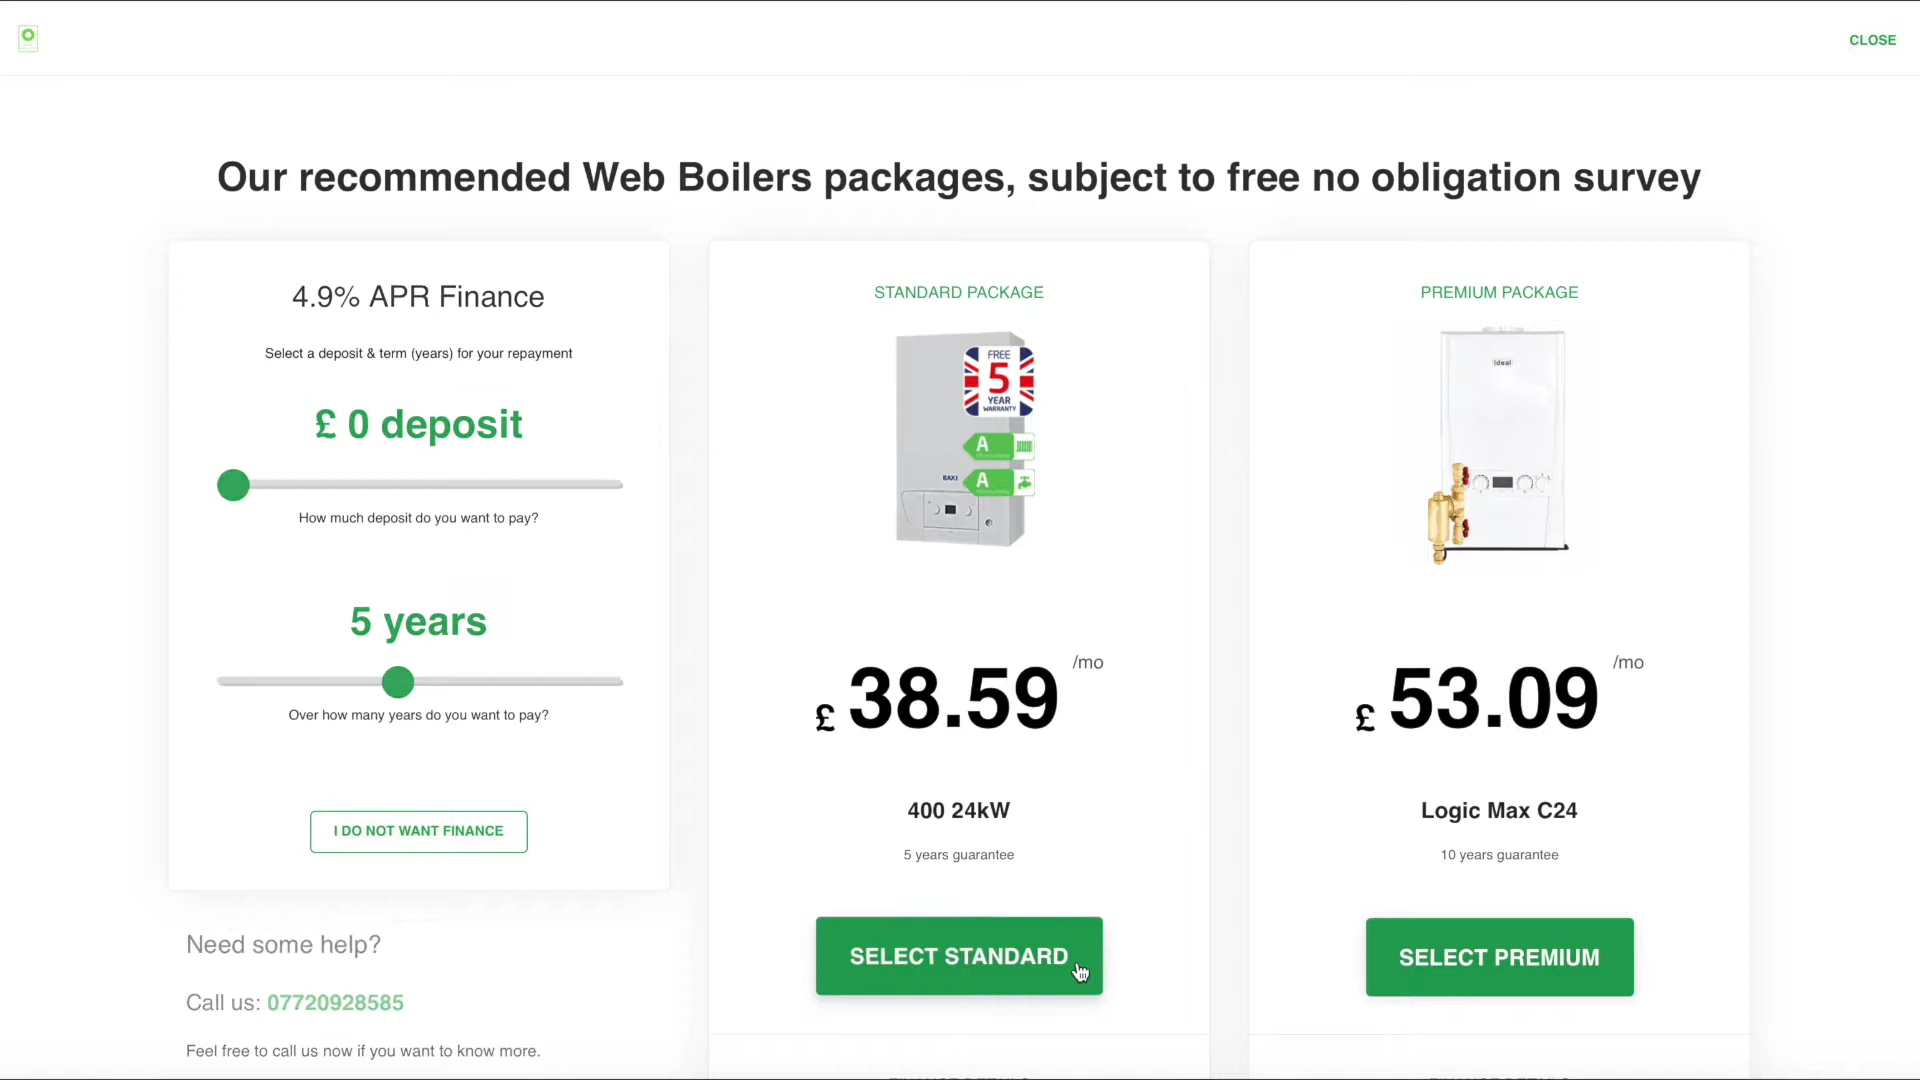 CLOSE
Our recommended Web Boilers packages, subject to free no obligation survey
4.9% APR Finance
Select a deposit & term (years) for your repayment
£ 0 deposit
How much deposit do you want to pay?
5 years
Over how many years do you want to pay?
I DO NOT WANT FINANCE
Need some help?
Call us: 07720928585
Feel free to call us now if you want to know more.
STANDARD PACKAGE
FREE
5
YEAR
WARRANTY
A
A
BAXI
£ 38.59 /mo
400 24kW
5 years guarantee
SELECT STANDARD
PREMIUM PACKAGE
ideal
£ 53.09 /mo
Logic Max C24
10 years guarantee
SELECT PREMIUM